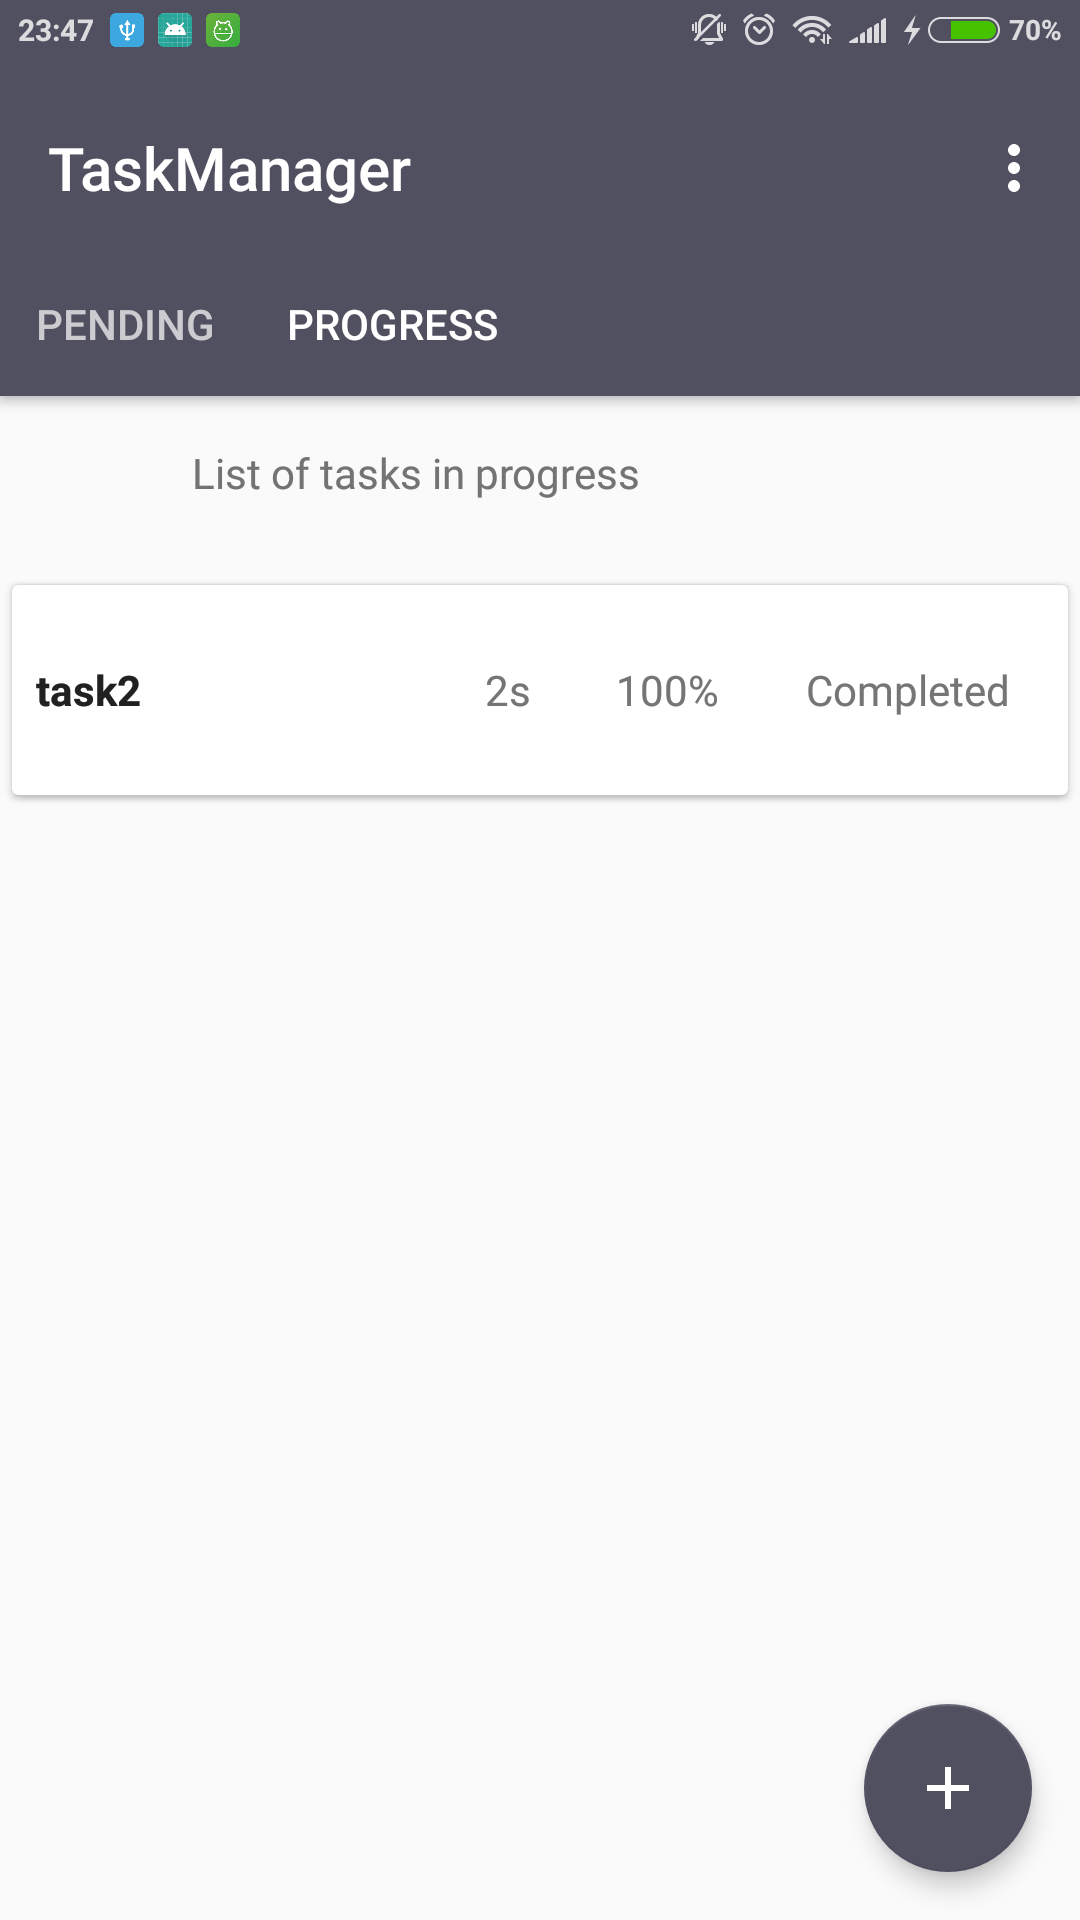 23:47 70%
TaskManager
PENDING PROGRESS
List of tasks in progress
task2 2s 100% Completed